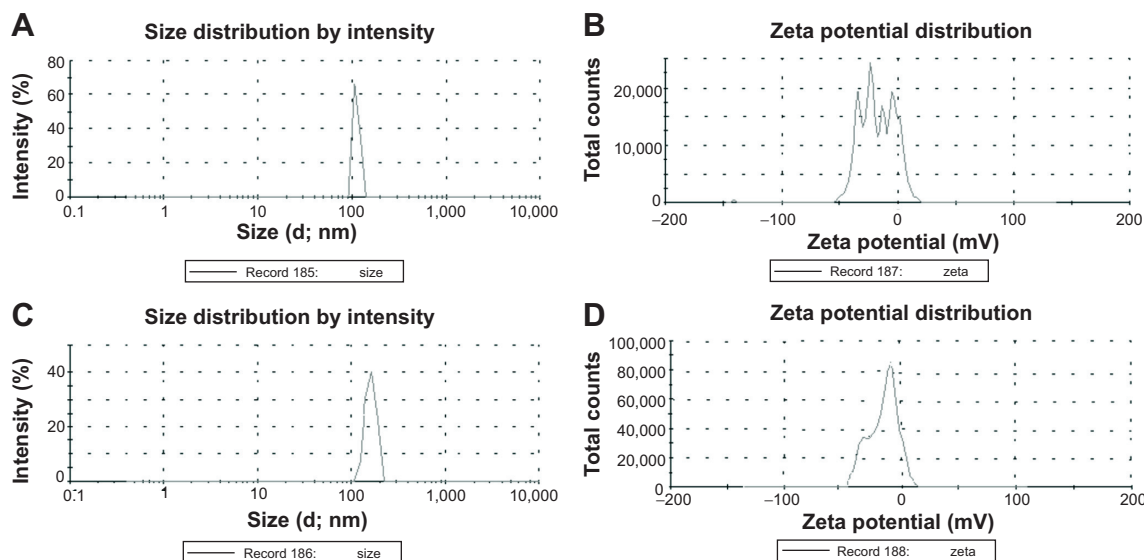 A
Size distribution by intensity
Intensity (%)
80
60
40
20
0
0.1 1 10 100 1,000 10,000
Size (d; nm)
Record 185: size
B
Zeta potential distribution
Total counts
20,000
10,000
0
−200 −100 0 100 200
Zeta potential (mV)
Record 187: zeta
C
Size distribution by intensity
Intensity (%)
40
20
0
0.1 1 10 100 1,000 10,000
Size (d; nm)
Record 186: size
D
Zeta potential distribution
Total counts
100,000
80,000
60,000
40,000
20,000
0
−200 −100 0 100 200
Zeta potential (mV)
Record 188: zeta